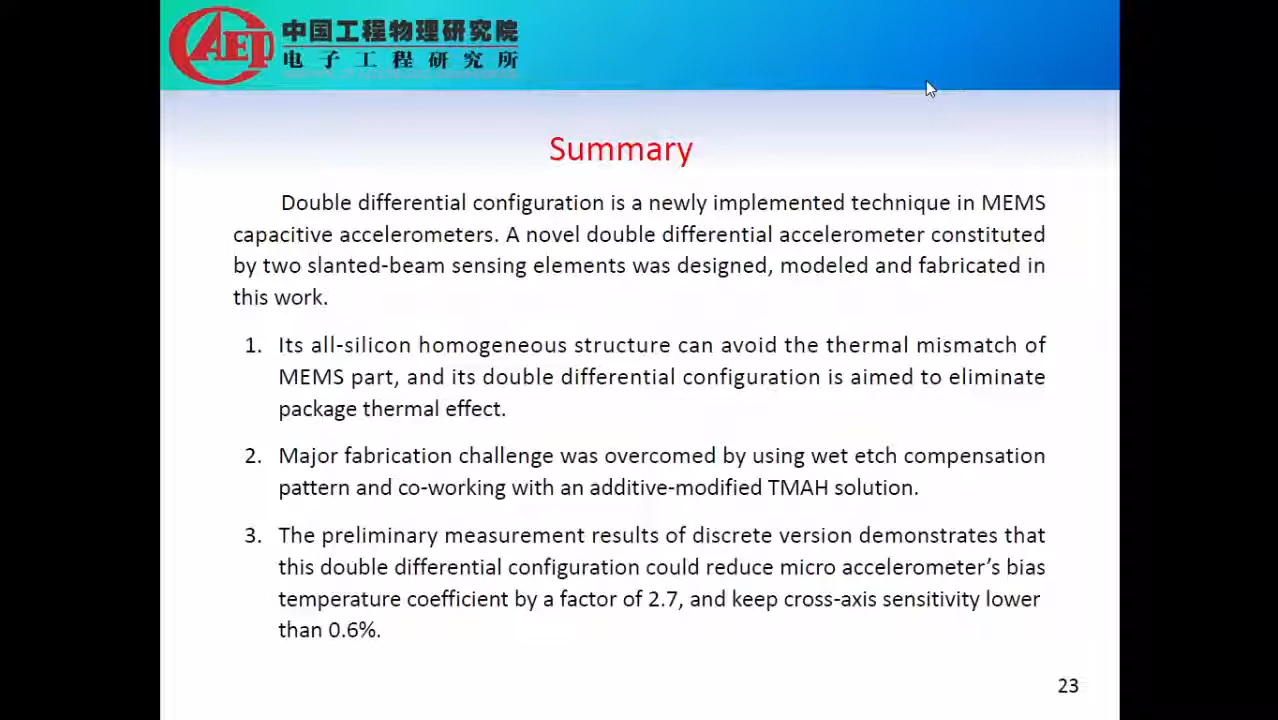 CAEP
中国工程物理研究院
电子工程研究所
Summary
Double differential configuration is a newly implemented technique in MEMS
capacitive accelerometers. A novel double differential accelerometer constituted
by two slanted-beam sensing elements was designed, modeled and fabricated in
this work.
1. Its all-silicon homogeneous structure can avoid the thermal mismatch of
MEMS part, and its double differential configuration is aimed to eliminate
package thermal effect.
2. Major fabrication challenge was overcomed by using wet etch compensation
pattern and co-working with an additive-modified TMAH solution.
3. The preliminary measurement results of discrete version demonstrates that
this double differential configuration could reduce micro accelerometer's bias
temperature coefficient by a factor of 2.7, and keep cross-axis sensitivity lower
than 0.6%.
23